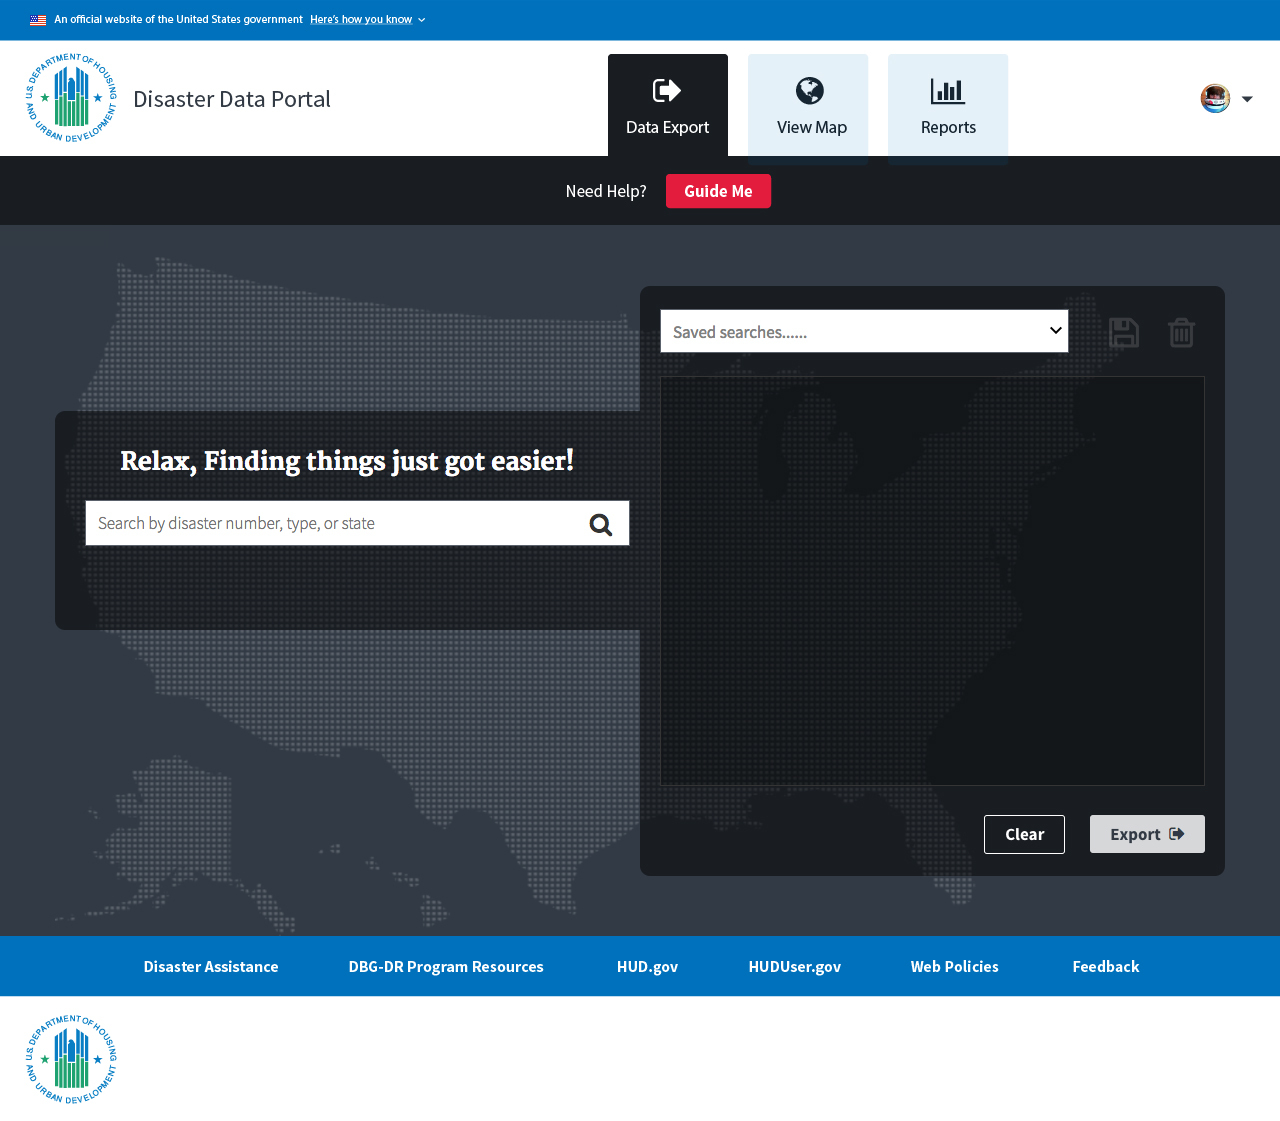 An official website of the United States government Here's how you know
U.S. DEPARTMENT OF HOUSING AND URBAN DEVELOPMENT
Disaster Data Portal
Data Export
View Map
Reports
Need Help?
Guide Me
Saved searches......
Relax, Finding things just got easier!
Search by disaster number, type, or state
Clear
Export
Disaster Assistance
DBG-DR Program Resources
HUD.gov
HUDUser.gov
Web Policies
Feedback
U.S. DEPARTMENT OF HOUSING AND URBAN DEVELOPMENT